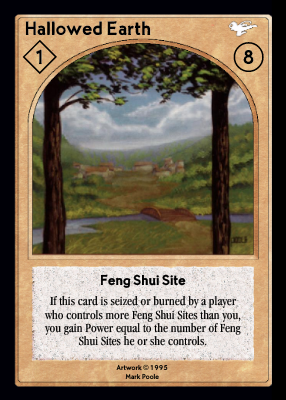 Hallowed Earth
1
8
Feng Shui Site
If this card is seized or burned by a player
who controls more Feng Shui Sites than you,
you gain Power equal to the number of Feng
Shui Sites he or she controls.
Artwork © 1995
Mark Poole